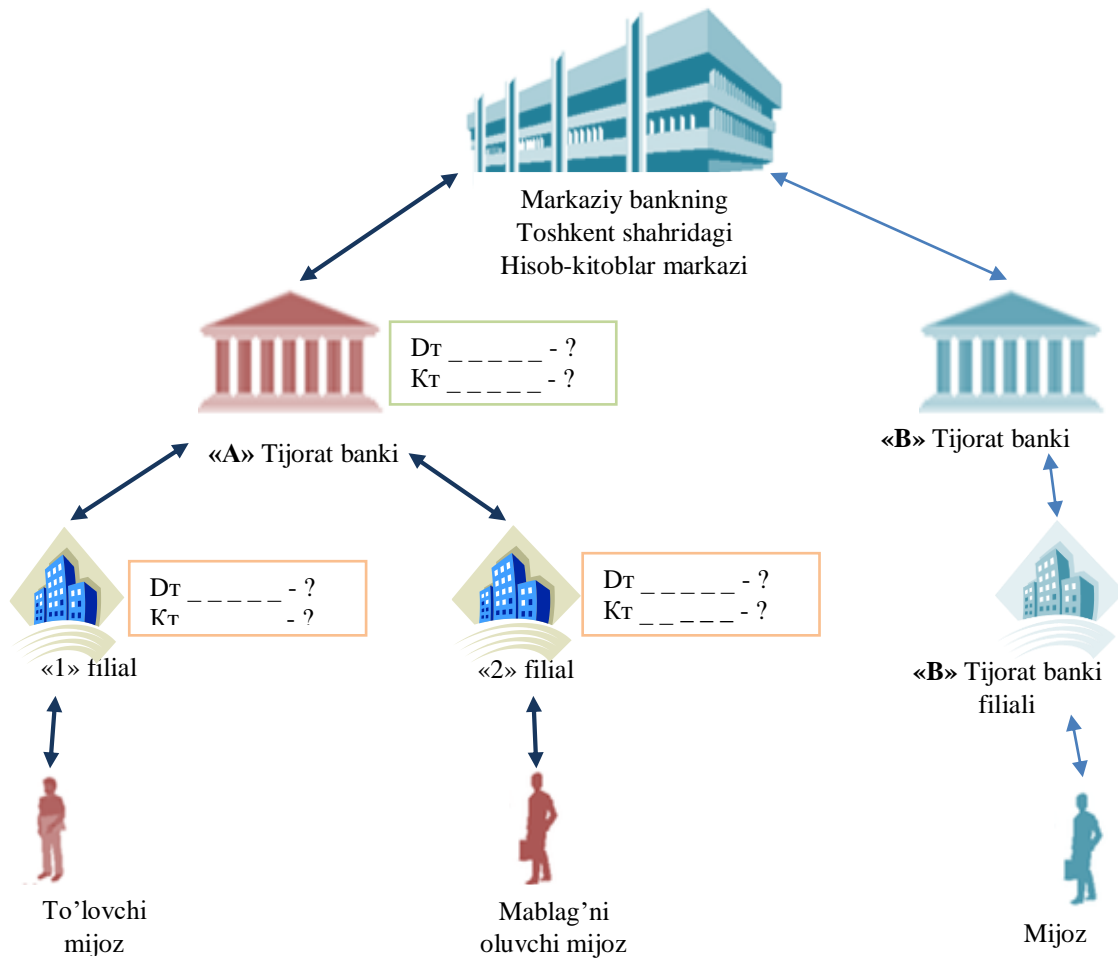 Markaziy bankning
Toshkent shahridagi
Hisob-kitoblar markazi
Dт _ _ _ _ _ - ?
Кт _ _ _ _ _ - ?
«A» Tijorat banki
«B» Tijorat banki
Dт _ _ _ _ _ - ?
Кт _ _ _ _ _ - ?
Dт _ _ _ _ _ - ?
Кт _ _ _ _ _ - ?
«1» filial
«2» filial
«B» Tijorat banki
filiali
To’lovchi
mijoz
Mablag’ni
oluvchi mijoz
Mijoz